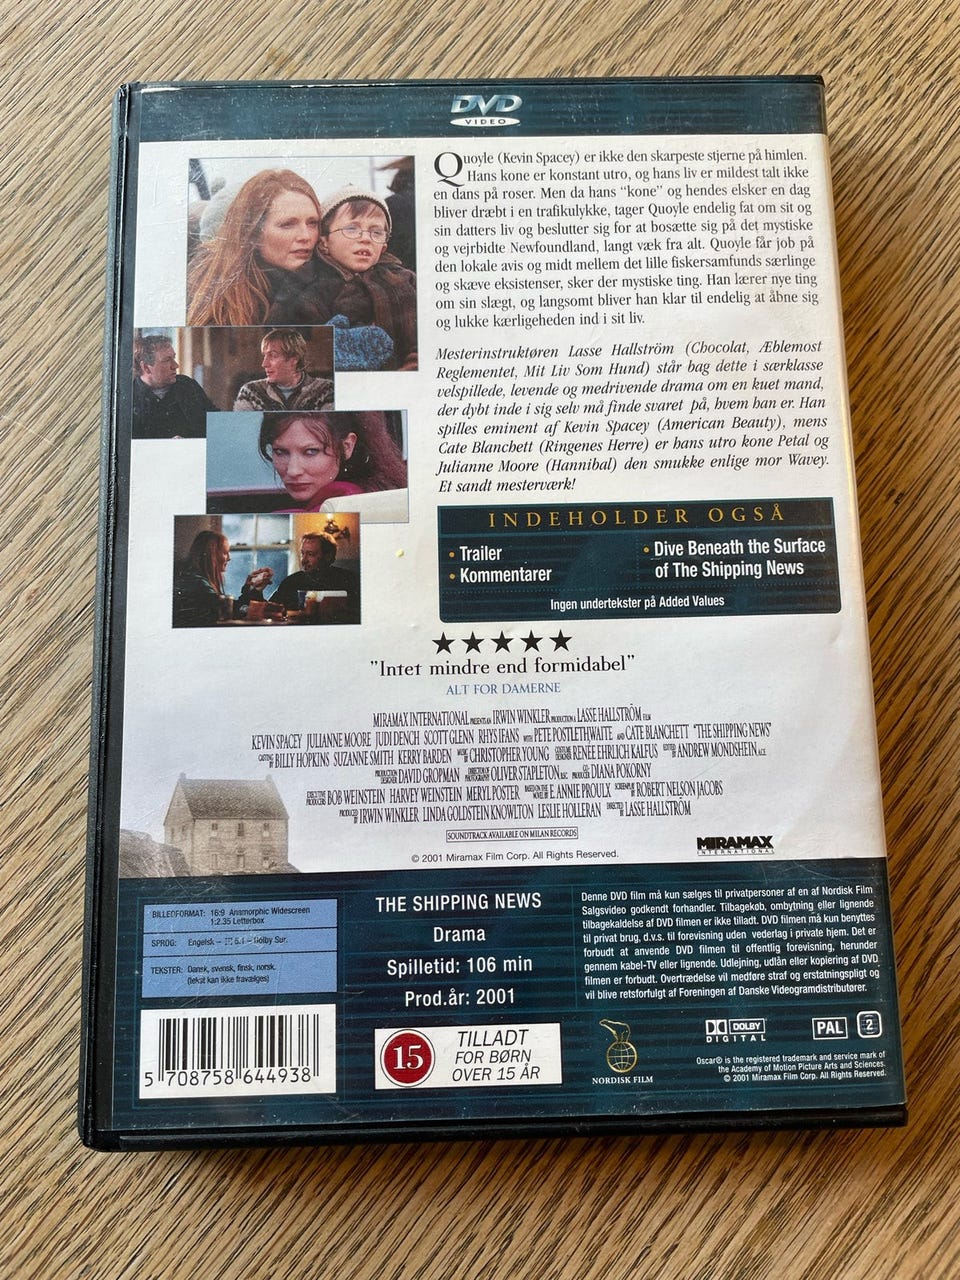 DVD
VIDEO
Quoyle (Kevin Spacey) er ikke den skarpeste stjerne på himlen.
Hans kone er konstant utro, og hans liv er mildest talt ikke
en dans på roser. Men da hans "kone" og hendes elsker en dag
bliver dræbt i en trafikulykke, tager Quoyle endelig fat om sit og
sin datters liv og beslutter sig for at bosætte sig på det mystiske
og vejrbidte Newfoundland, langt væk fra alt. Quoyle får job på
den lokale avis og midt mellem det lille fiskersamfunds særlinge
og skæve eksistenser, sker der mystiske ting. Han lærer nye ting
om sin slægt, og langsomt bliver han klar til endelig at åbne sig
og lukke kærligheden ind i sit liv.
Mesterinstruktøren Lasse Hallström (Chocolat, Æblemost
Reglementet, Mit Liv Som Hund) står bag dette i særklasse
velspillede, levende og medrivende drama om en kuet mand,
der dybt inde i sig selv må finde svaret på, hvem han er. Han
spilles eminent af Kevin Spacey (American Beauty), mens
Cate Blanchett (Ringenes Herre) er hans utro kone Petal og
Julianne Moore (Hannibal) den smukke enlige mor Wavey.
Et sandt mesterværk!
INDEHOLDER OGSÅ
• Trailer
• Kommentarer
• Dive Beneath the Surface
of The Shipping News
Ingen undertekster på Added Values
★★★★★
"Intet mindre end formidabel"
ALT FOR DAMERNE
MIRAMAX INTERNATIONAL PRESENTS AN IRWIN WINKLER PRODUCTION A LASSE HALLSTRÖM FILM
KEVIN SPACEY JULIANNE MOORE JUDI DENCH SCOTT GLENN RHYS IFANS WITH PETE POSTLETHWAITE AND CATE BLANCHETT "THE SHIPPING NEWS"
CASTING BY BILLY HOPKINS SUZANNE SMITH KERRY BARDEN MUSIC BY CHRISTOPHER YOUNG COSTUME DESIGNER RENÉE EHRLICH KALFUS EDITED BY ANDREW MONDSHEIN, ACE
PRODUCTION DESIGNER DAVID GROPMAN DIRECTOR OF PHOTOGRAPHY OLIVER STAPLETON, BSC CO-PRODUCER DIANA POKORNY
EXECUTIVE PRODUCERS BOB WEINSTEIN HARVEY WEINSTEIN MERYL POSTER BASED ON THE NOVEL BY E. ANNIE PROULX SCREENPLAY BY ROBERT NELSON JACOBS
PRODUCED BY IRWIN WINKLER LINDA GOLDSTEIN KNOWLTON LESLIE HOLLERAN DIRECTED BY LASSE HALLSTRÖM
SOUNDTRACK AVAILABLE ON MILAN RECORDS
© 2001 Miramax Film Corp. All Rights Reserved.
MIRAMAX
INTERNATIONAL
BILLEDFORMAT: 16:9 Anamorphic Widescreen
1:2.35 Letterbox
SPROG: Engelsk - 5.1 - Dolby Sur.
TEKSTER: Dansk, svensk, finsk, norsk.
(tekst kan ikke fravælges)
5 708758 644938
THE SHIPPING NEWS
Drama
Spilletid: 106 min
Prod.år: 2001
15
TILLADT
FOR BØRN
OVER 15 ÅR
Denne DVD film må kun sælges til privatpersoner af en af Nordisk Film
Salgsvideo godkendt forhandler. Tilbagekøb, ombytning eller lignende
tilbagekaldelse af DVD filmen er ikke tilladt. DVD filmen må kun benyttes
til privat brug, d.v.s. til forevisning uden vederlag i private hjem. Det er
forbudt at anvende DVD filmen til offentlig forevisning, herunder
gennem kabel-TV eller lignende. Udlejning, udlån eller kopiering af DVD
filmen er forbudt. Overtrædelse vil medføre straf og erstatningspligt og
vil blive retsforfulgt af Foreningen af Danske Videogramdistributører.
NORDISK FILM
DOLBY
DIGITAL
PAL
2
Oscar® is the registered trademark and service mark of
the Academy of Motion Picture Arts and Sciences.
© 2001 Miramax Film Corp. All Rights Reserved.